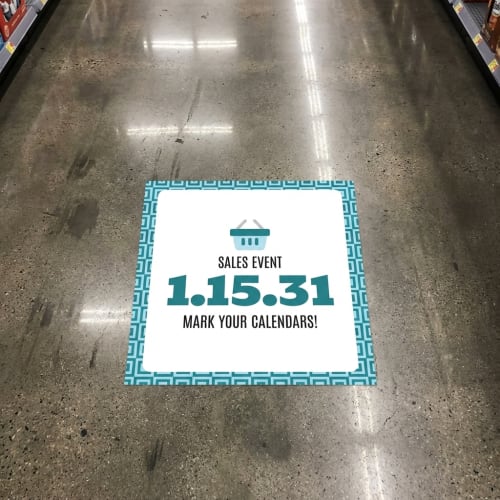 SALES EVENT
1.15.31
MARK YOUR CALENDARS!